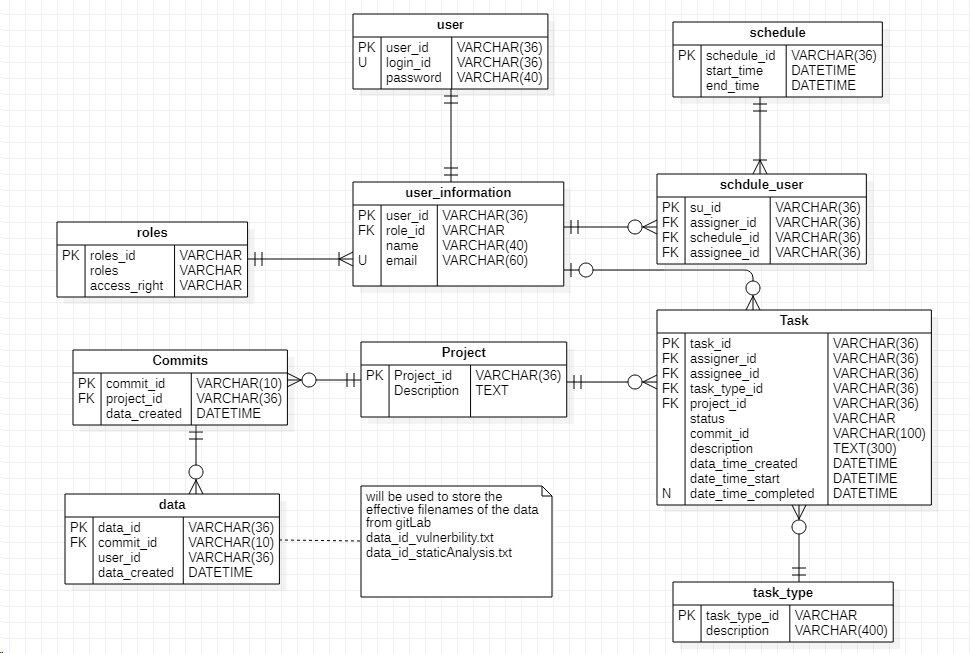 user
PK user_id VARCHAR(36)
U login_id VARCHAR(36)
password VARCHAR(40)
schedule
PK schedule_id VARCHAR(36)
start_time DATETIME
end_time DATETIME
user_information
PK user_id VARCHAR(36)
FK role_id VARCHAR
name VARCHAR(40)
U email VARCHAR(60)
schdule_user
PK su_id VARCHAR(36)
FK assigner_id VARCHAR(36)
FK schedule_id VARCHAR(36)
FK assignee_id VARCHAR(36)
roles
PK roles_id VARCHAR
roles VARCHAR
access_right VARCHAR
Task
PK task_id VARCHAR(36)
FK assigner_id VARCHAR(36)
FK assignee_id VARCHAR(36)
FK task_type_id VARCHAR(36)
FK project_id VARCHAR(36)
status VARCHAR
commit_id VARCHAR(100)
description TEXT(300)
data_time_created DATETIME
date_time_start DATETIME
N date_time_completed DATETIME
Project
PK Project_id VARCHAR(36)
Description TEXT
Commits
PK commit_id VARCHAR(10)
FK project_id VARCHAR(36)
data_created DATETIME
data
PK data_id VARCHAR(36)
FK commit_id VARCHAR(10)
user_id VARCHAR(36)
data_created DATETIME
will be used to store the
effective filenames of the data
from gitLab
data_id_vulnerbility.txt
data_id_staticAnalysis.txt
task_type
PK task_type_id VARCHAR
description VARCHAR(400)